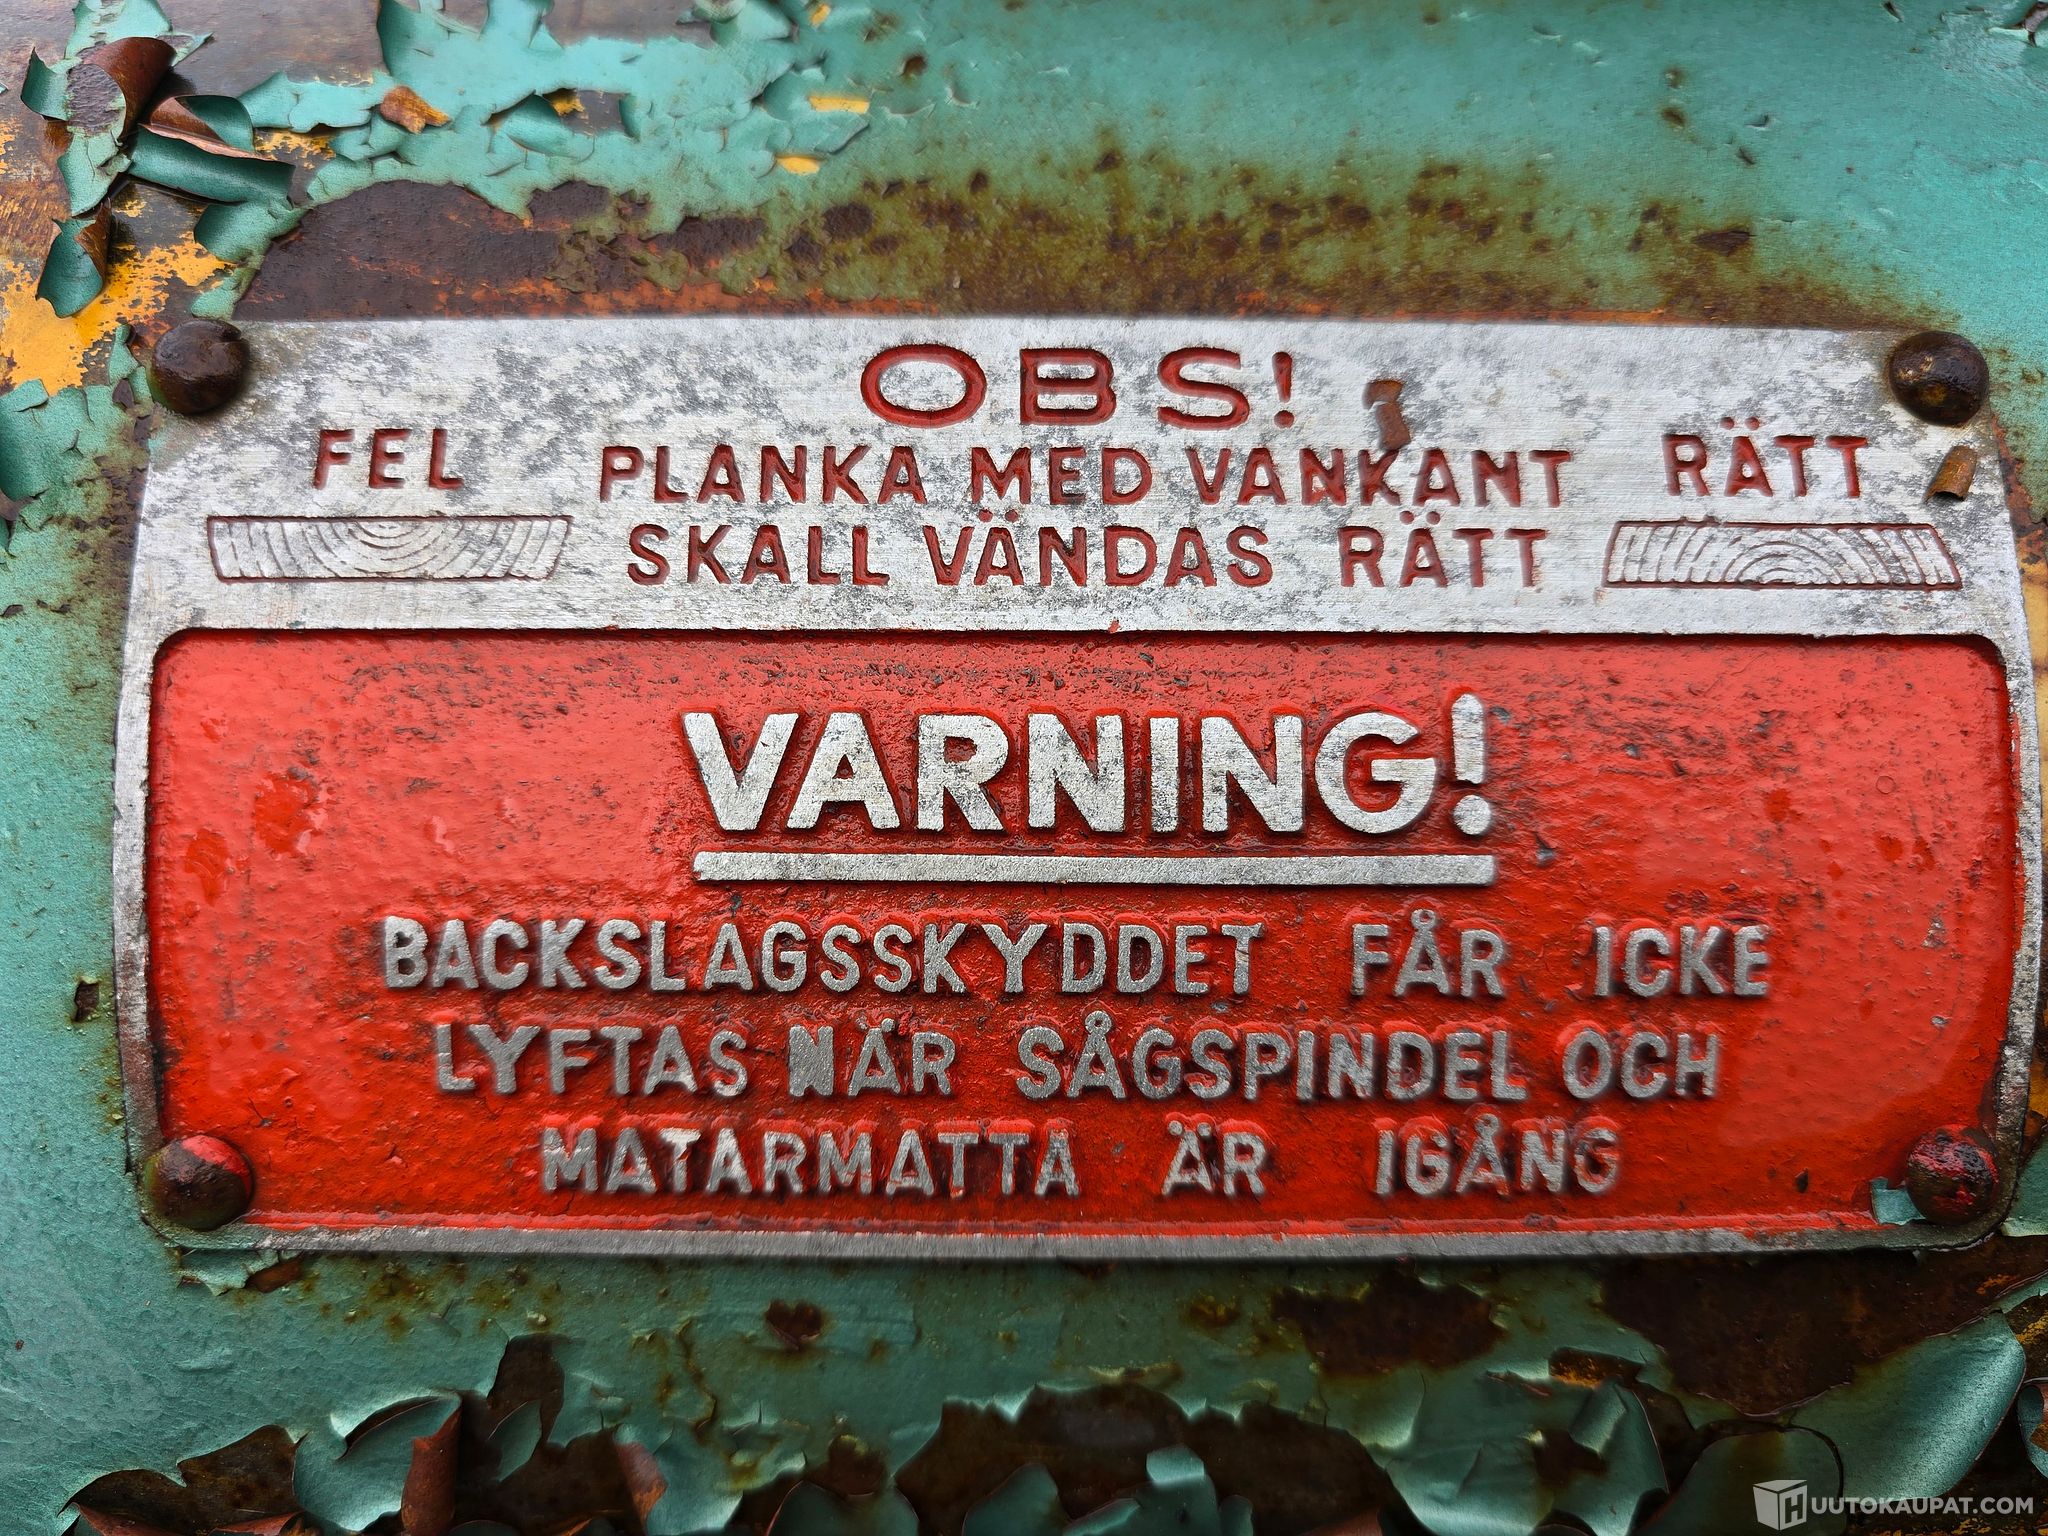 OBS!
FEL
PLANKA MED VANKANT
SKALL VÄNDAS RÄTT
RÄTT
VARNING!
BACKSLAGSSKYDDET FÅR ICKE
LYFTAS NÄR SÅGSPINDEL OCH
MATARMATTA ÄR IGÅNG
HUUTOKAUPAT.COM